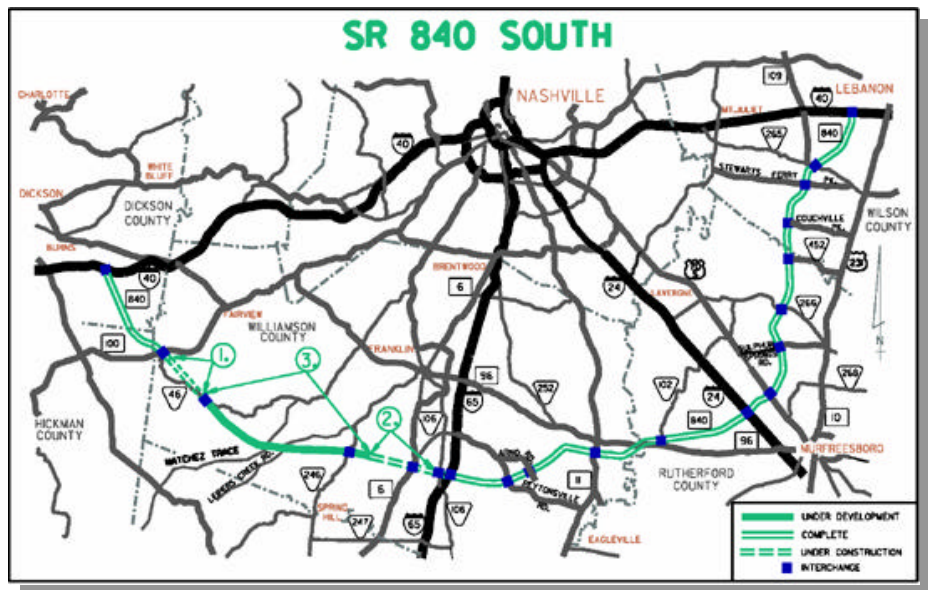 SR 840 SOUTH
CHARLOTTE
NASHVILLE
109
LEBANON
40
MT.JULIET
840
265
40
WHITE
BLUFF
STEWARTS FERRY PK.
DICKSON
DICKSON
COUNTY
COUCHVILLE
PK.
WILSON
COUNTY
BURNS
452
231
BRENTWOOD
40
6
24
LAVERGNE
840
266
FAIRVIEW
WILLIAMSON
COUNTY
N
100
1.
3.
FRANKLIN
SULPHUR
SPRINGS
RD.
96
252
102
268
46
65
24
2.
106
840
10
HICKMAN
COUNTY
96
MURFREESBORO
NATCHEZ TRACE
ARNO RD.
LEIPERS CREEK RD.
246
6
PEYTONSVILLE
RD.
11
RUTHERFORD
COUNTY
SPRING
HILL
247
65
106
EAGLEVILLE
UNDER DEVELOPMENT
COMPLETE
UNDER CONSTRUCTION
INTERCHANGE